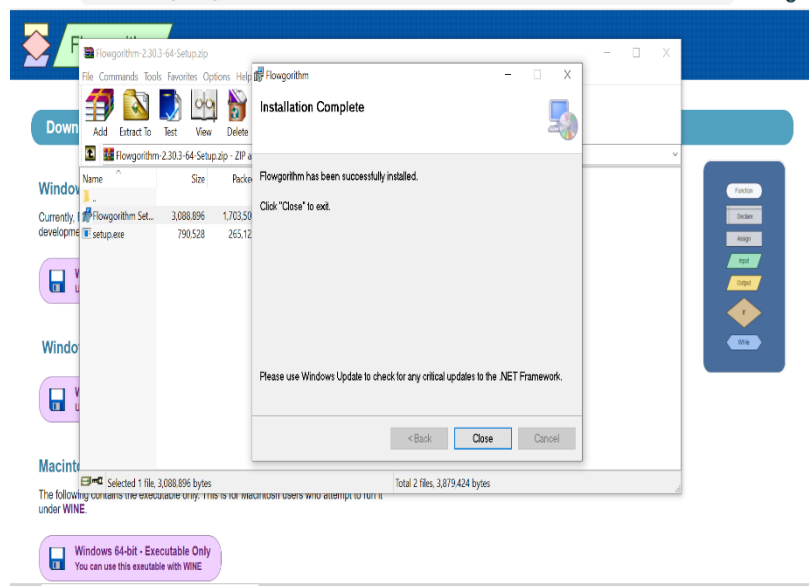 Flowgorithm-2.30.3-64-Setup.zip
File Commands Tools Favorites Options Help
Add Extract To Test View Delete
Flowgorithm-2.30.3-64-Setup.zip - ZIP a
Name Size Packe
..
Flowgorithm Set... 3,088,896 1,703,50
setup.exe 790,528 265,12
Selected 1 file, 3,088,896 bytes
Total 2 files, 3,879,424 bytes
Flowgorithm
Installation Complete
Flowgorithm has been successfully installed.
Click "Close" to exit.
Please use Windows Update to check for any critical updates to the .NET Framework.
< Back Close Cancel
Down
Window
Currently,
developme
Window
Macinto
The following contains the executable only. This is for Macintosh users who attempt to run it
under WINE.
Windows 64-bit - Executable Only
You can use this exeutable with WINE
Function
Declare
Assign
Input
Output
If
While